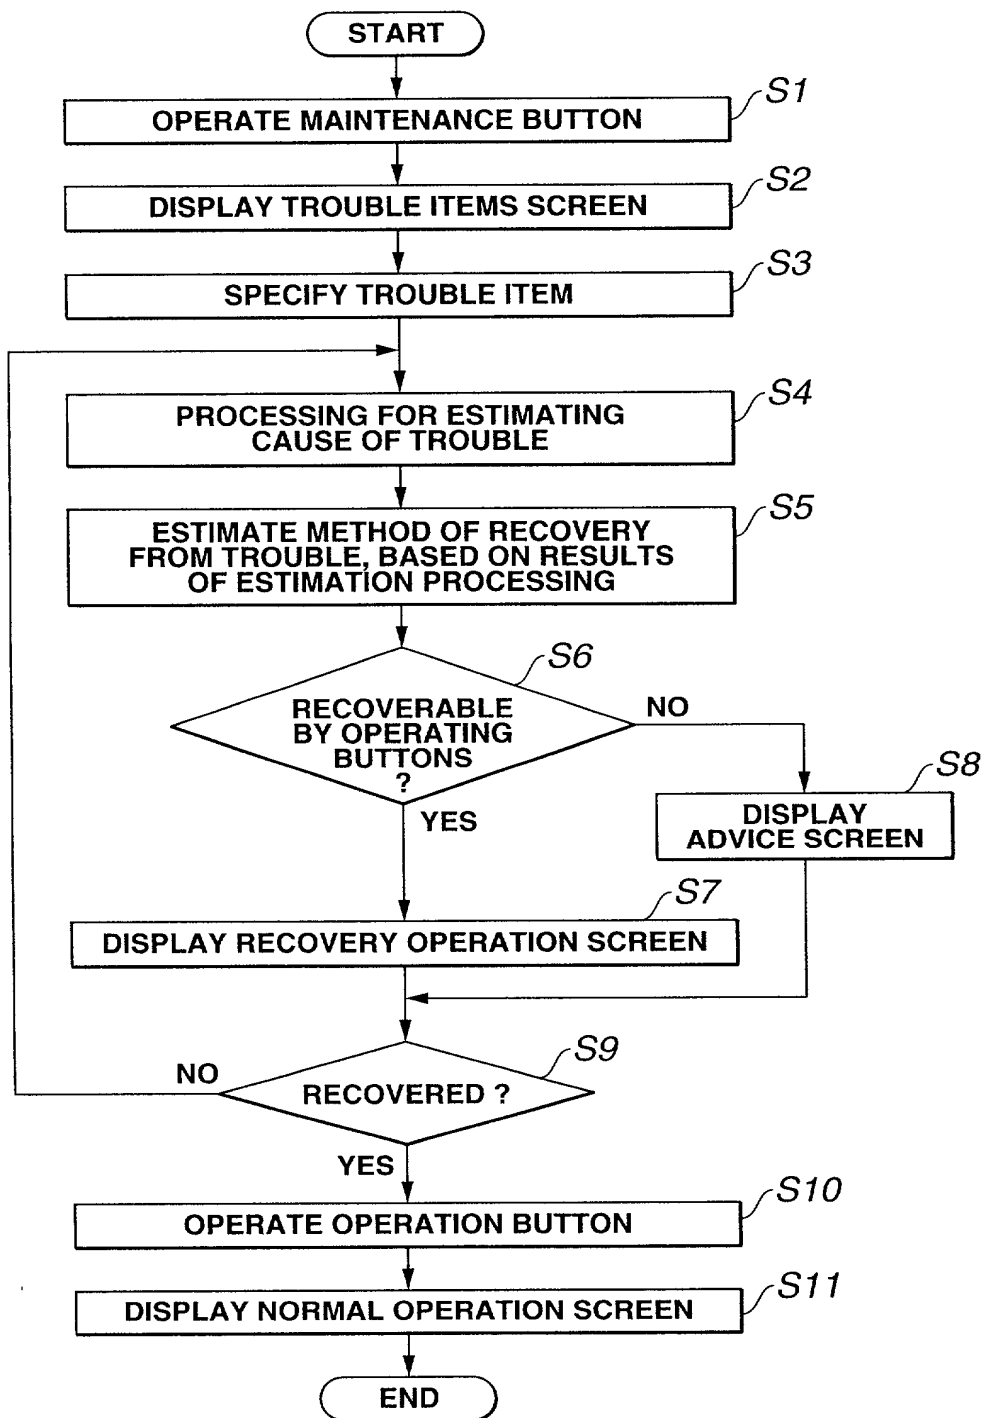 START
S1
OPERATE MAINTENANCE BUTTON
S2
DISPLAY TROUBLE ITEMS SCREEN
S3
SPECIFY TROUBLE ITEM
S4
PROCESSING FOR ESTIMATING
CAUSE OF TROUBLE
S5
ESTIMATE METHOD OF RECOVERY
FROM TROUBLE, BASED ON RESULTS
OF ESTIMATION PROCESSING
S6
RECOVERABLE
BY OPERATING
BUTTONS
?
NO
YES
S8
DISPLAY
ADVICE SCREEN
S7
DISPLAY RECOVERY OPERATION SCREEN
S9
RECOVERED ?
NO
YES
S10
OPERATE OPERATION BUTTON
S11
DISPLAY NORMAL OPERATION SCREEN
END